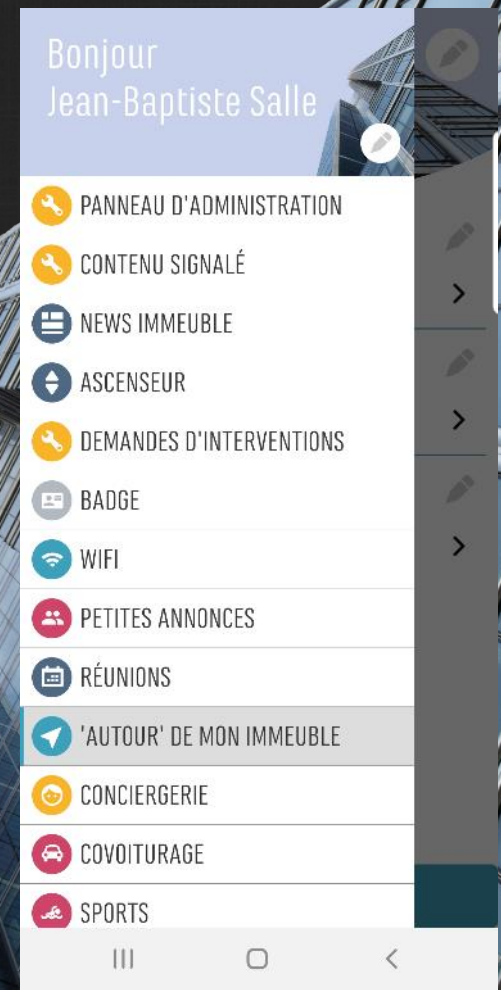 Bonjour
Jean-Baptiste Salle
PANNEAU D'ADMINISTRATION
CONTENU SIGNALÉ
NEWS IMMEUBLE
ASCENSEUR
DEMANDES D'INTERVENTIONS
BADGE
WIFI
PETITES ANNONCES
RÉUNIONS
'AUTOUR' DE MON IMMEUBLE
CONCIERGERIE
COVOITURAGE
SPORTS